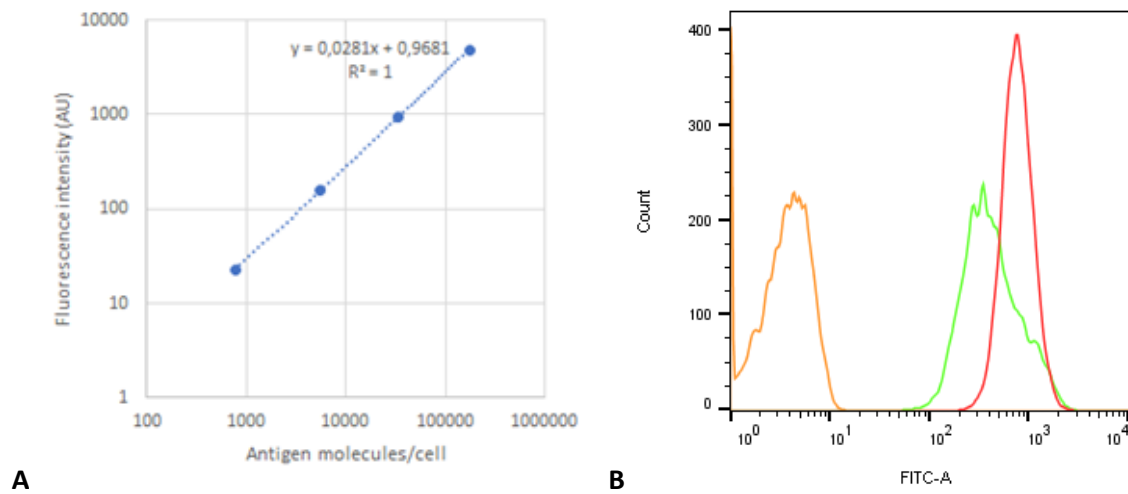 10000
1000
100
10
1
y = 0,0281x + 0,9681
R² = 1
Fluorescence intensity (AU)
100 1000 10000 100000 1000000
Antigen molecules/cell
A
400
300
200
100
0
Count
10⁰ 10¹ 10² 10³ 10⁴
FITC-A
B